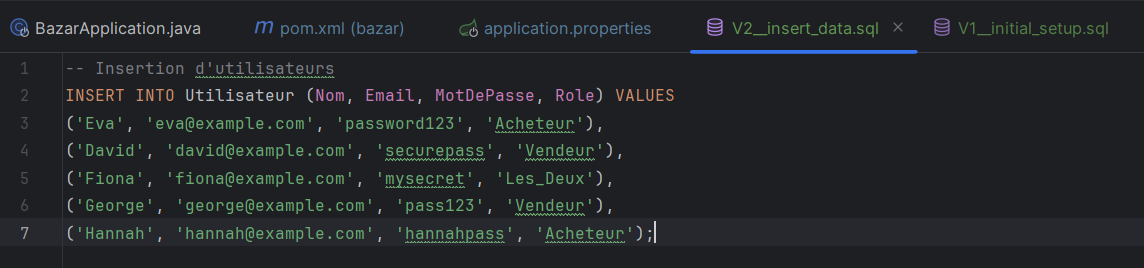 BazarApplication.java
pom.xml (bazar)
application.properties
V2__insert_data.sql
V1__initial_setup.sql
1 -- Insertion d'utilisateurs
2 INSERT INTO Utilisateur (Nom, Email, MotDePasse, Role) VALUES
3 ('Eva', 'eva@example.com', 'password123', 'Acheteur'),
4 ('David', 'david@example.com', 'securepass', 'Vendeur'),
5 ('Fiona', 'fiona@example.com', 'mysecret', 'Les_Deux'),
6 ('George', 'george@example.com', 'pass123', 'Vendeur'),
7 ('Hannah', 'hannah@example.com', 'hannahpass', 'Acheteur');